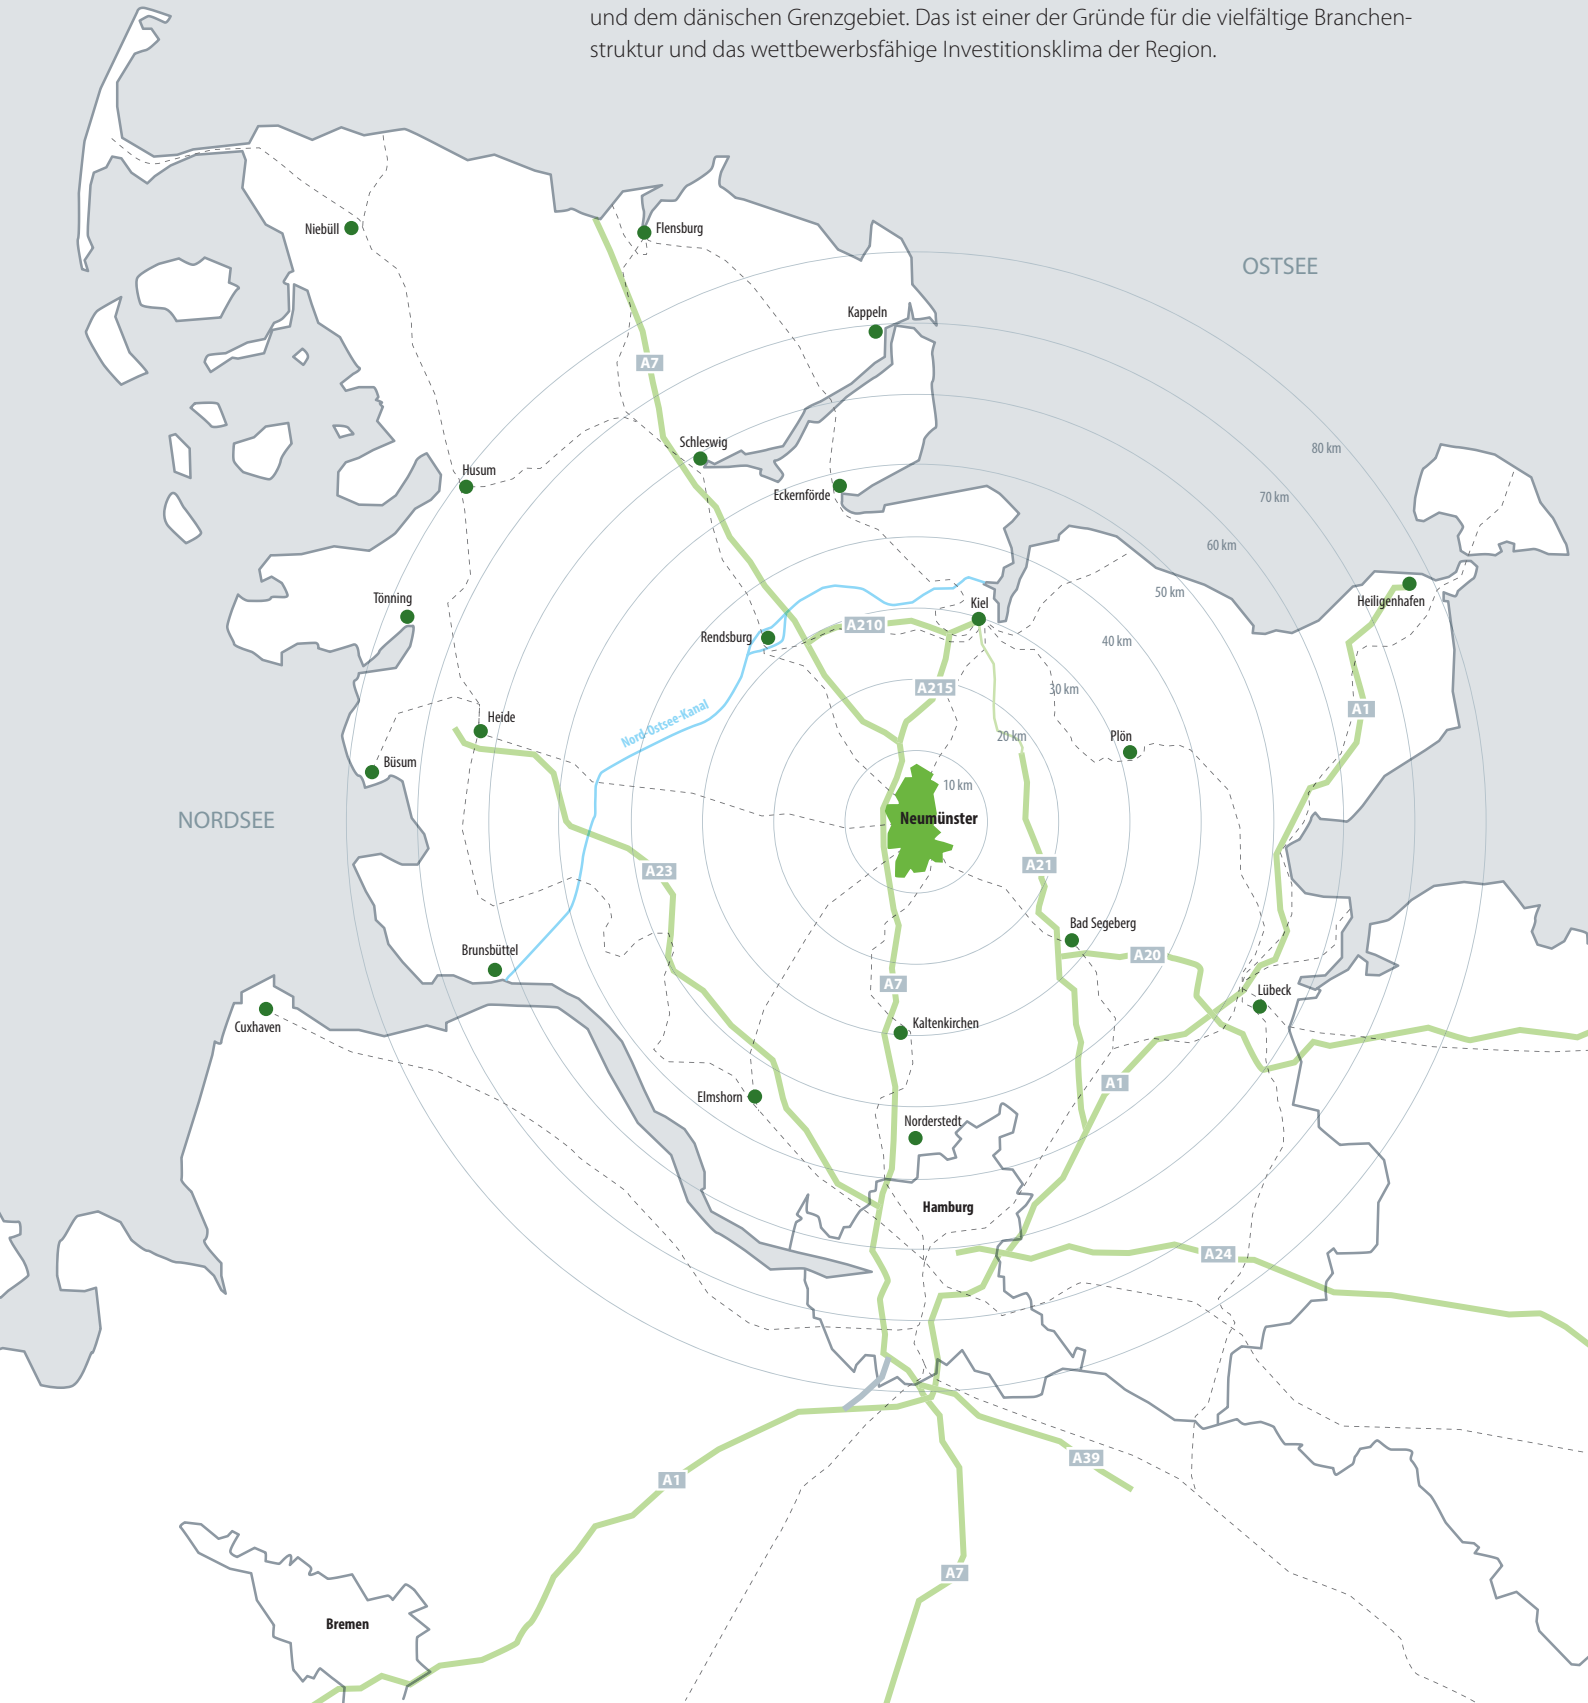 und dem dänischen Grenzgebiet. Das ist einer der Gründe für die vielfältige Branchen-
struktur und das wettbewerbsfähige Investitionsklima der Region.
Niebüll
Flensburg
OSTSEE
Kappeln
A7
Schleswig
80 km
Husum
Eckernförde
70 km
60 km
Tönning
Kiel
50 km
Heiligenhafen
Rendsburg
A210
40 km
A215
30 km
Nord-Ostsee-Kanal
A1
Heide
20 km
Plön
Büsum
10 km
NORDSEE
Neumünster
A23
A21
Bad Segeberg
Brunsbüttel
A20
A7
Lübeck
Cuxhaven
Kaltenkirchen
A1
Elmshorn
Norderstedt
Hamburg
A24
A39
A1
A7
Bremen